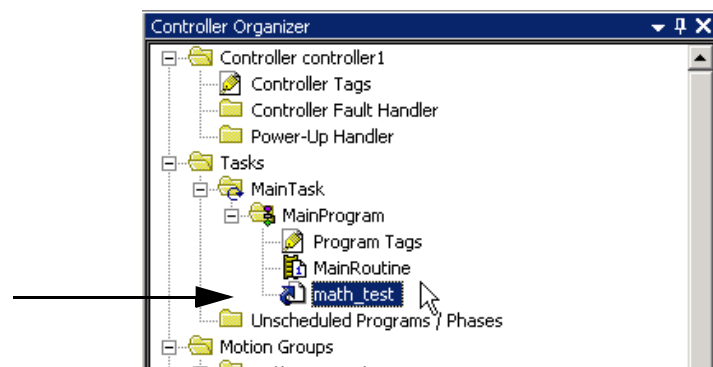 Controller Organizer
Controller controller1
Controller Tags
Controller Fault Handler
Power-Up Handler
Tasks
MainTask
MainProgram
Program Tags
MainRoutine
math_test
Unscheduled Programs / Phases
Motion Groups